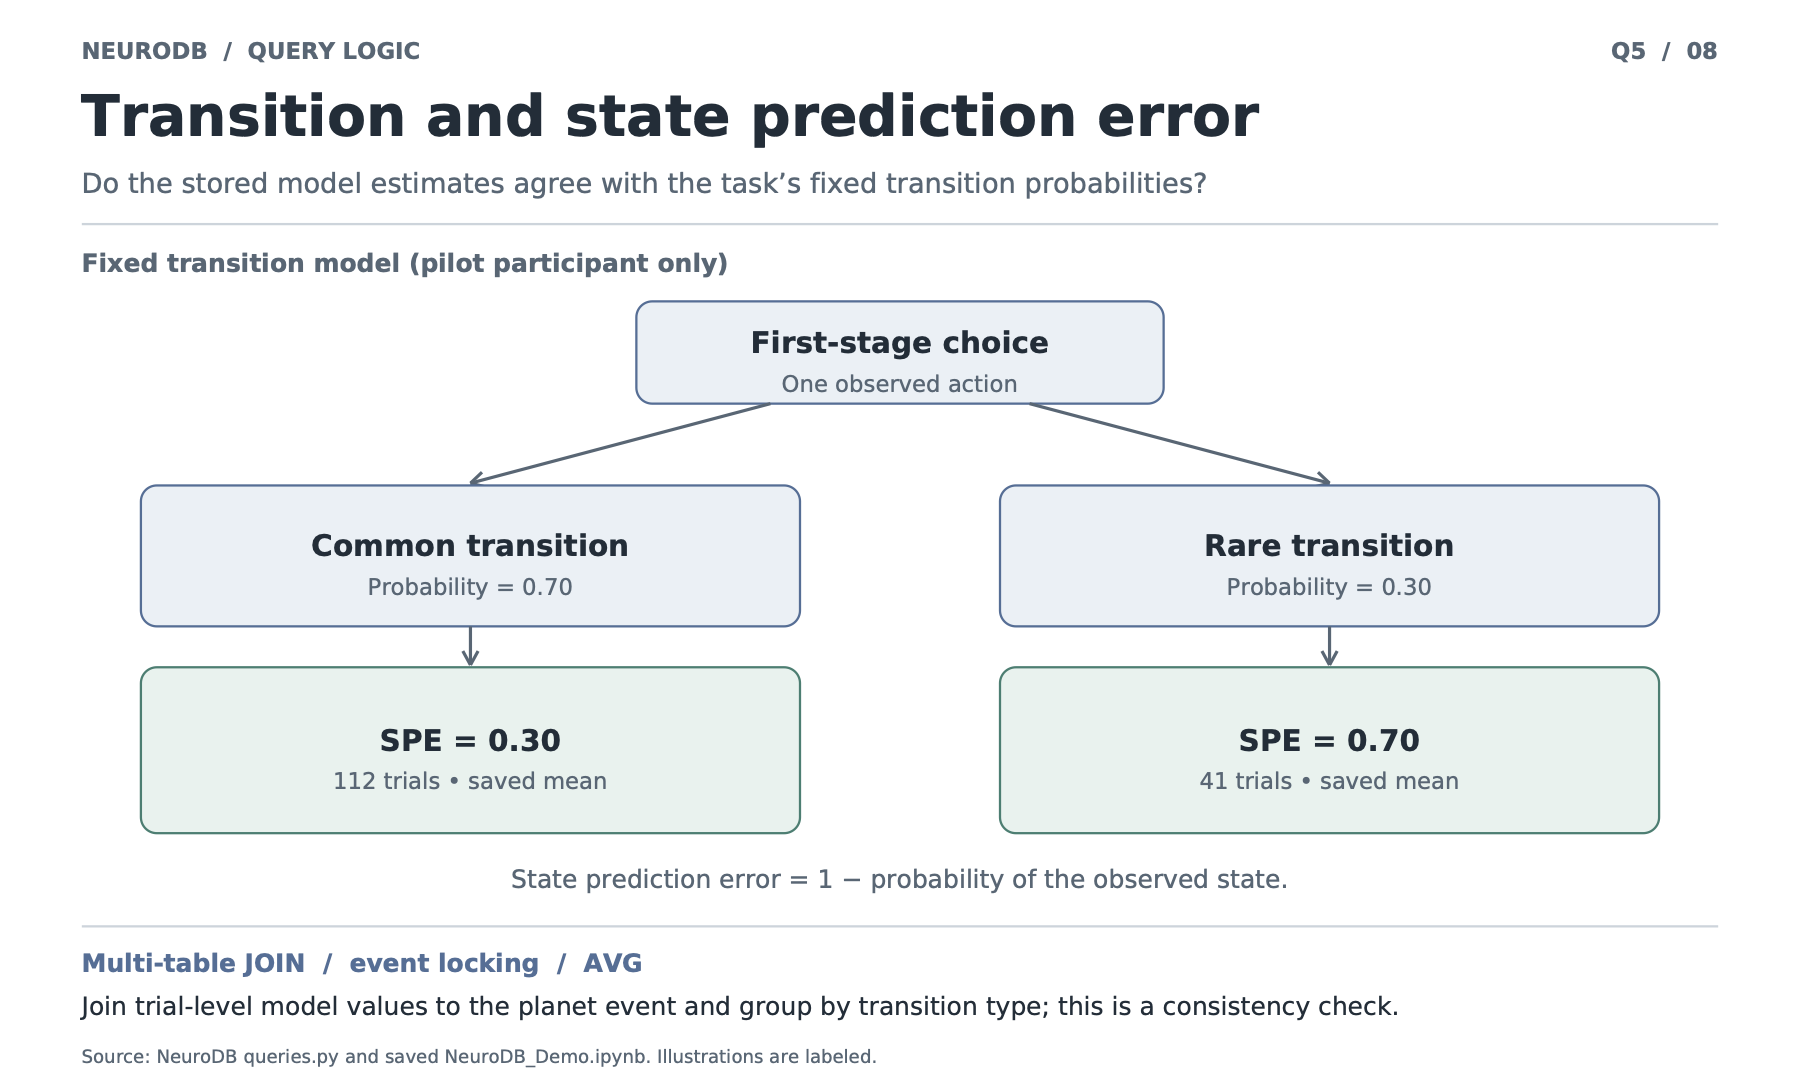 NEURODB / QUERY LOGIC
Q5 / 08
Transition and state prediction error
Do the stored model estimates agree with the task’s fixed transition probabilities?
Fixed transition model (pilot participant only)
First-stage choice
One observed action
Common transition
Probability = 0.70
Rare transition
Probability = 0.30
SPE = 0.30
112 trials • saved mean
SPE = 0.70
41 trials • saved mean
State prediction error = 1 − probability of the observed state.
Multi-table JOIN / event locking / AVG
Join trial-level model values to the planet event and group by transition type; this is a consistency check.
Source: NeuroDB queries.py and saved NeuroDB_Demo.ipynb. Illustrations are labeled.